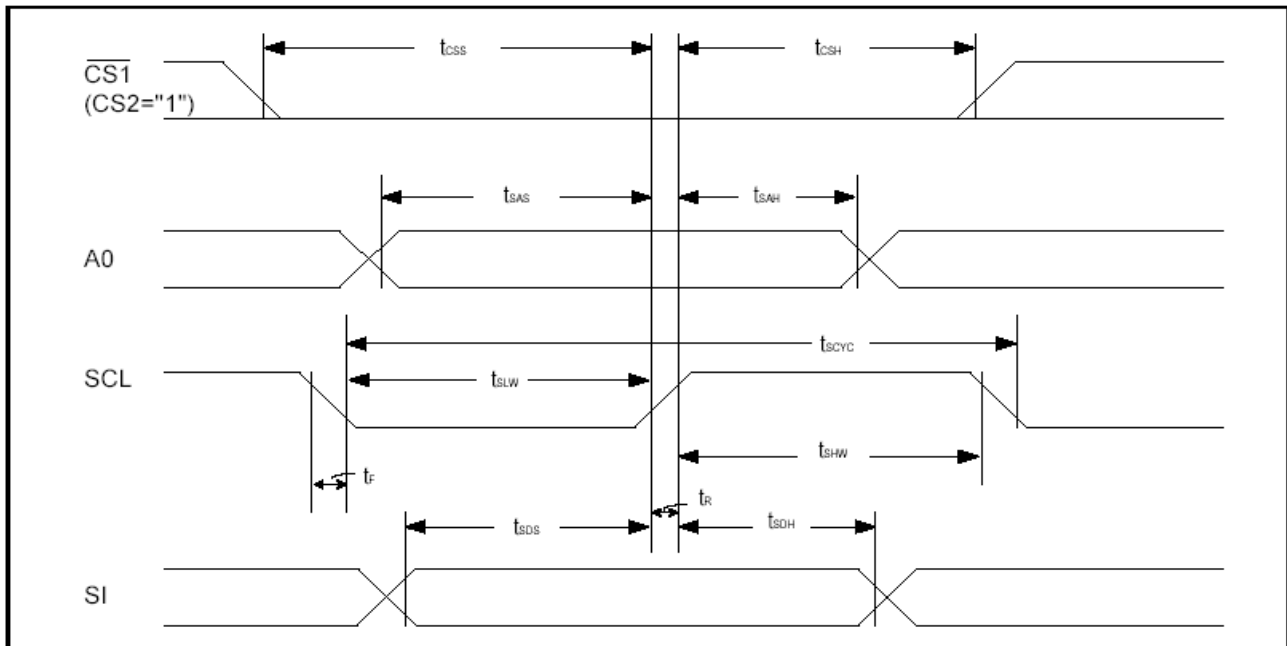 tCSS
tCSH
CS1
(CS2="1")
tSAS
tSAH
A0
tSCYC
SCL
tSLW
tSHW
tF
tR
tSDS
tSDH
SI